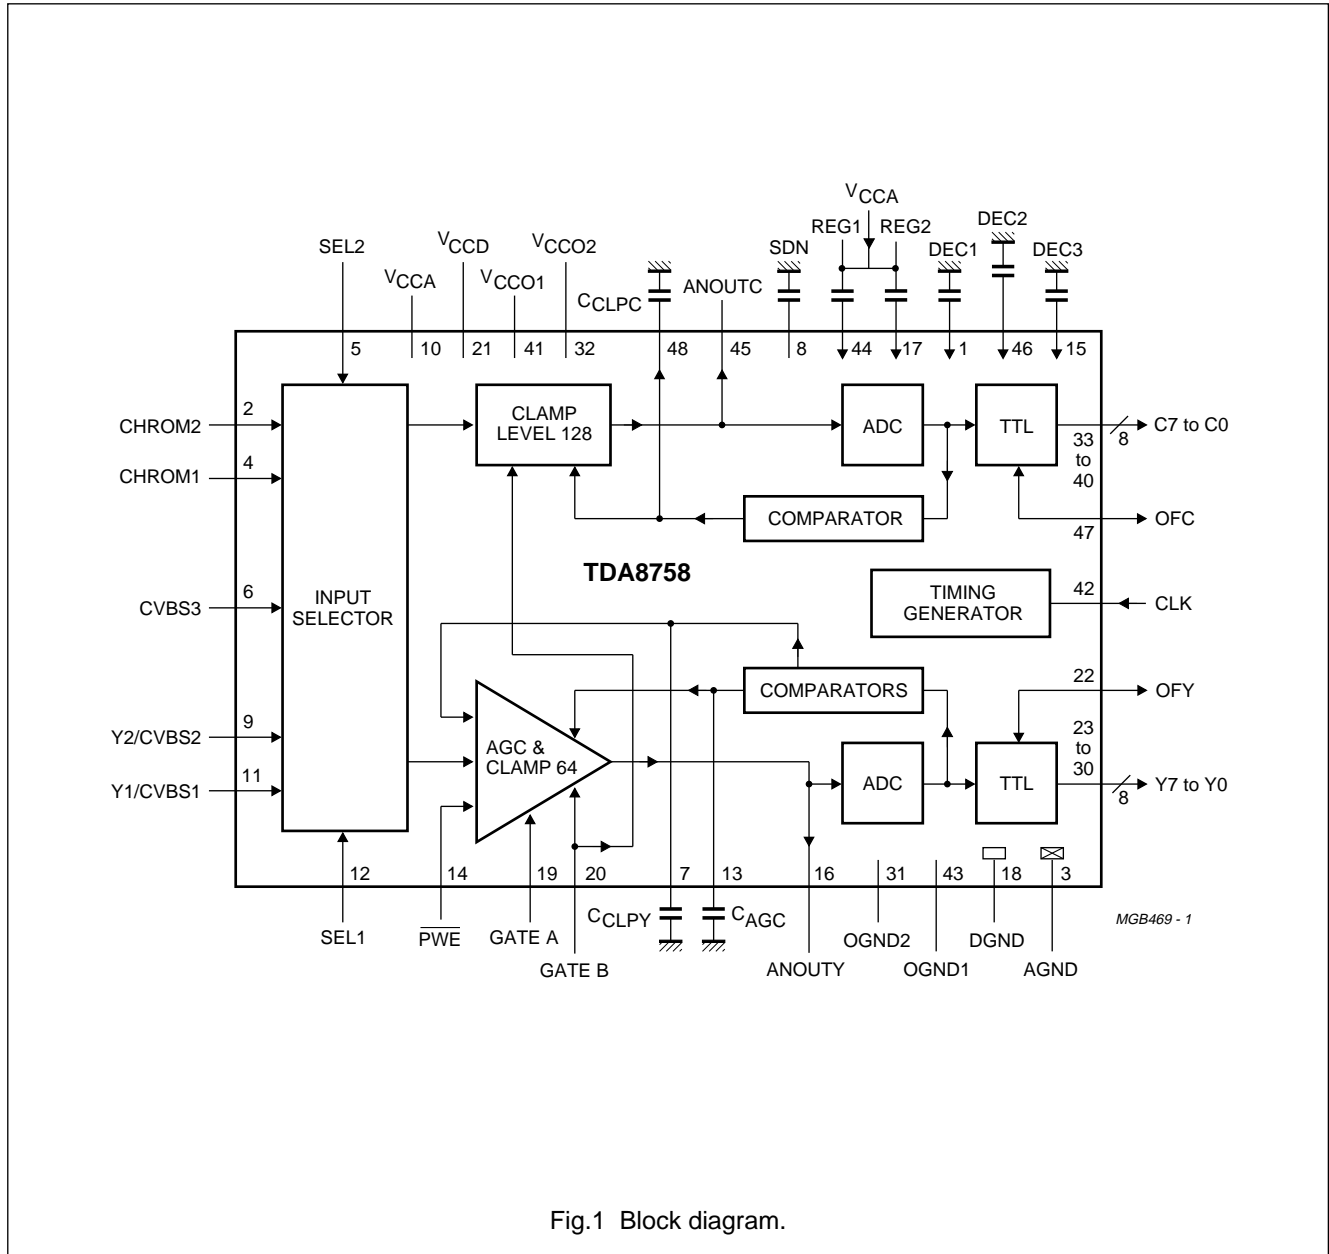 VCCA
REG1
REG2
DEC2
SEL2
VCCD
VCCO2
SDN
DEC1
DEC3
VCCA
VCCO1
CCLPC
ANOUTC
5
10
21
41
32
48
45
8
44
17
1
46
15
CHROM2
2
CLAMP
LEVEL 128
ADC
TTL
C7 to C0
8
33
to
40
CHROM1
4
COMPARATOR
OFC
47
TDA8758
CVBS3
6
INPUT
SELECTOR
TIMING
GENERATOR
42
CLK
COMPARATORS
22
OFY
Y2/CVBS2
9
AGC &
CLAMP 64
ADC
TTL
23
to
30
Y7 to Y0
8
Y1/CVBS1
11
12
14
19
20
7
13
16
31
43
18
3
SEL1
PWE
GATE A
GATE B
CCLPY
CAGC
ANOUTY
OGND2
OGND1
DGND
AGND
MGB469 - 1
Fig.1 Block diagram.